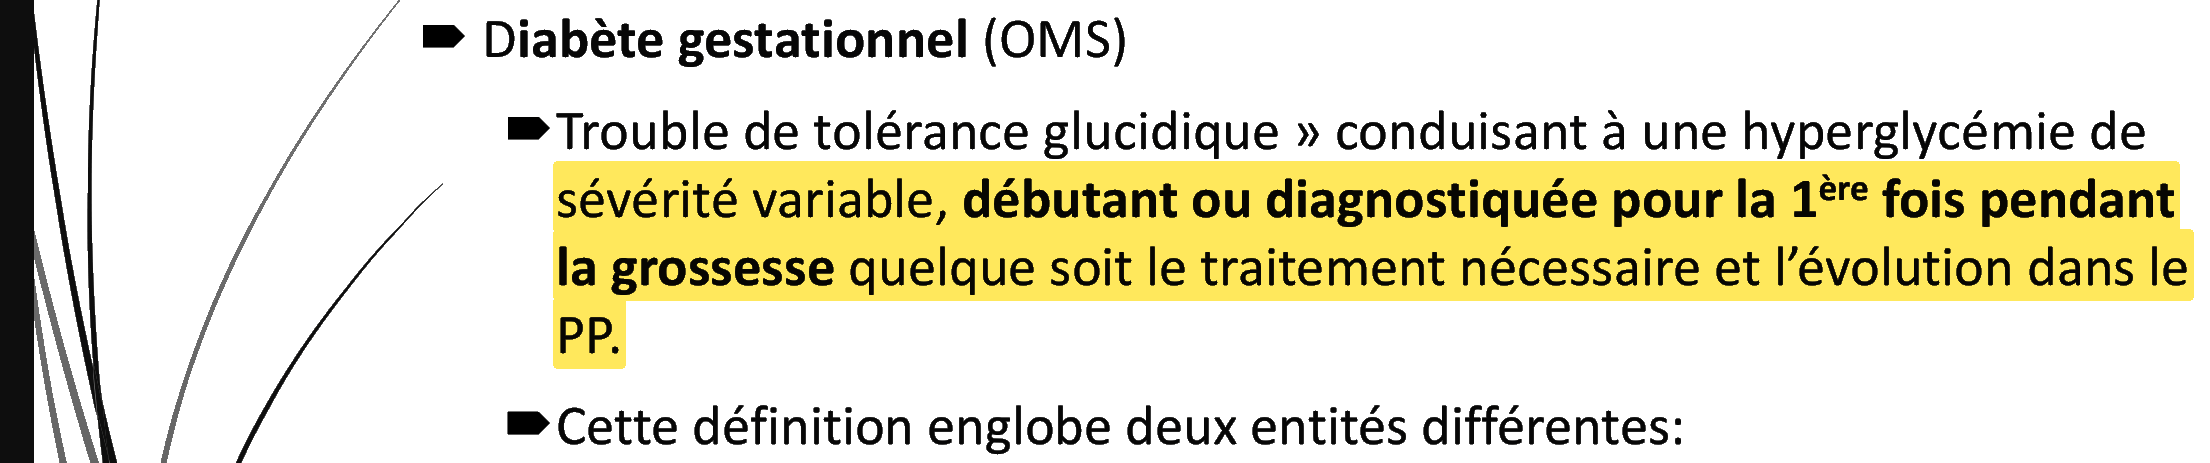 Diabète gestationnel (OMS)
Trouble de tolérance glucidique » conduisant à une hyperglycémie de
sévérité variable, débutant ou diagnostiquée pour la 1ère fois pendant
la grossesse quelque soit le traitement nécessaire et l’évolution dans le
PP.
Cette définition englobe deux entités différentes: